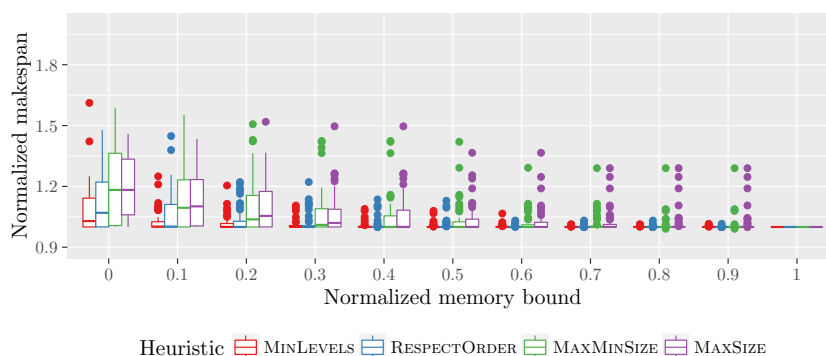 Normalized makespan
1.8
1.5
1.2
0.9
0 0.1 0.2 0.3 0.4 0.5 0.6 0.7 0.8 0.9 1
Normalized memory bound
Heuristic MINLEVELS RESPECTORDER MAXMINSIZE MAXSIZE